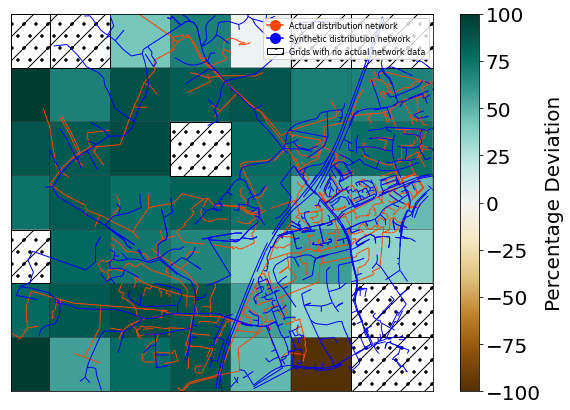 Actual distribution network
Synthetic distribution network
Grids with no actual network data
100
75
50
25
0
−25
−50
−75
−100
Percentage Deviation